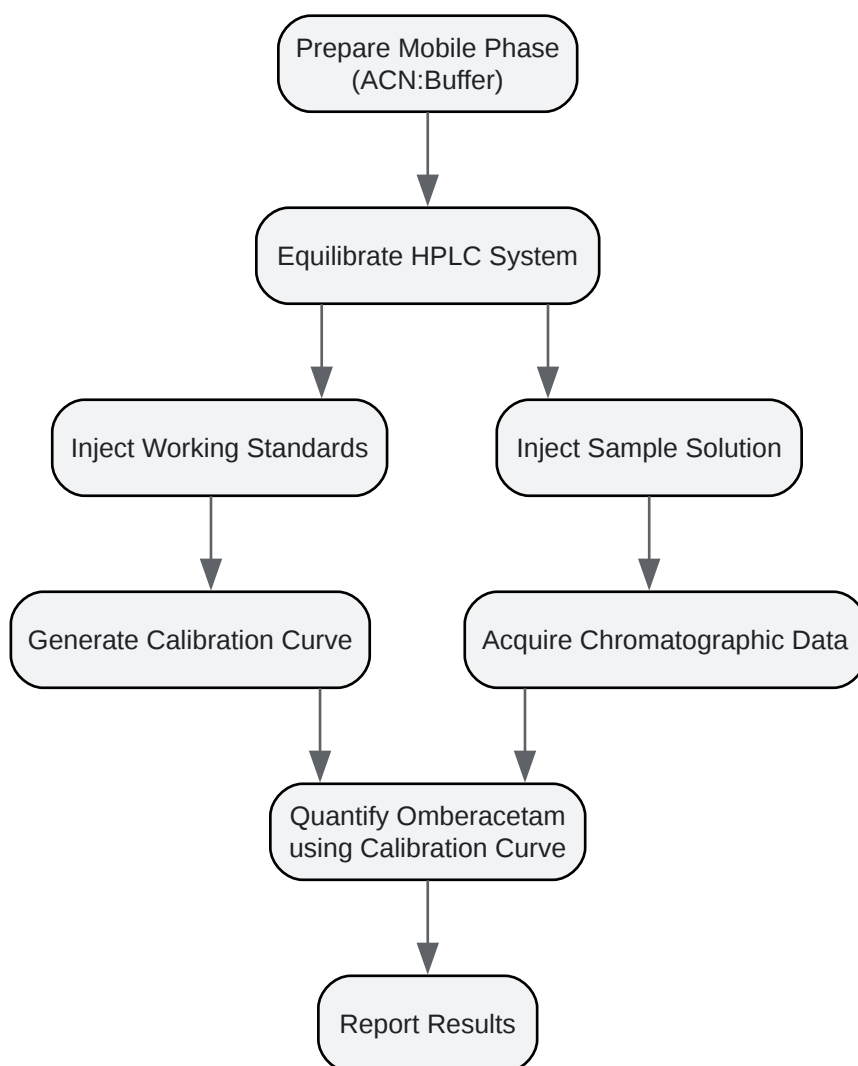 Prepare Mobile Phase
(ACN:Buffer)
Equilibrate HPLC System
Inject Working Standards
Inject Sample Solution
Generate Calibration Curve
Acquire Chromatographic Data
Quantify Omberacetam
using Calibration Curve
Report Results